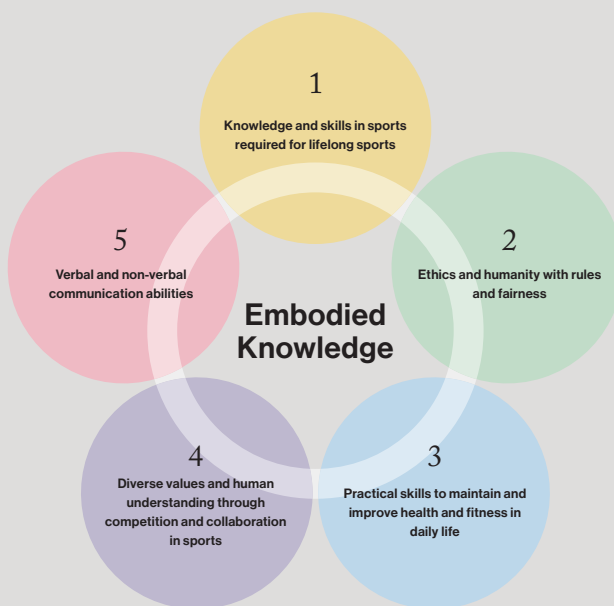 1
Knowledge and skills in sports
required for lifelong sports
2
Ethics and humanity with rules
and fairness
3
Practical skills to maintain and
improve health and fitness in
daily life
4
Diverse values and human
understanding through
competition and collaboration
in sports
5
Verbal and non-verbal
communication abilities
Embodied
Knowledge